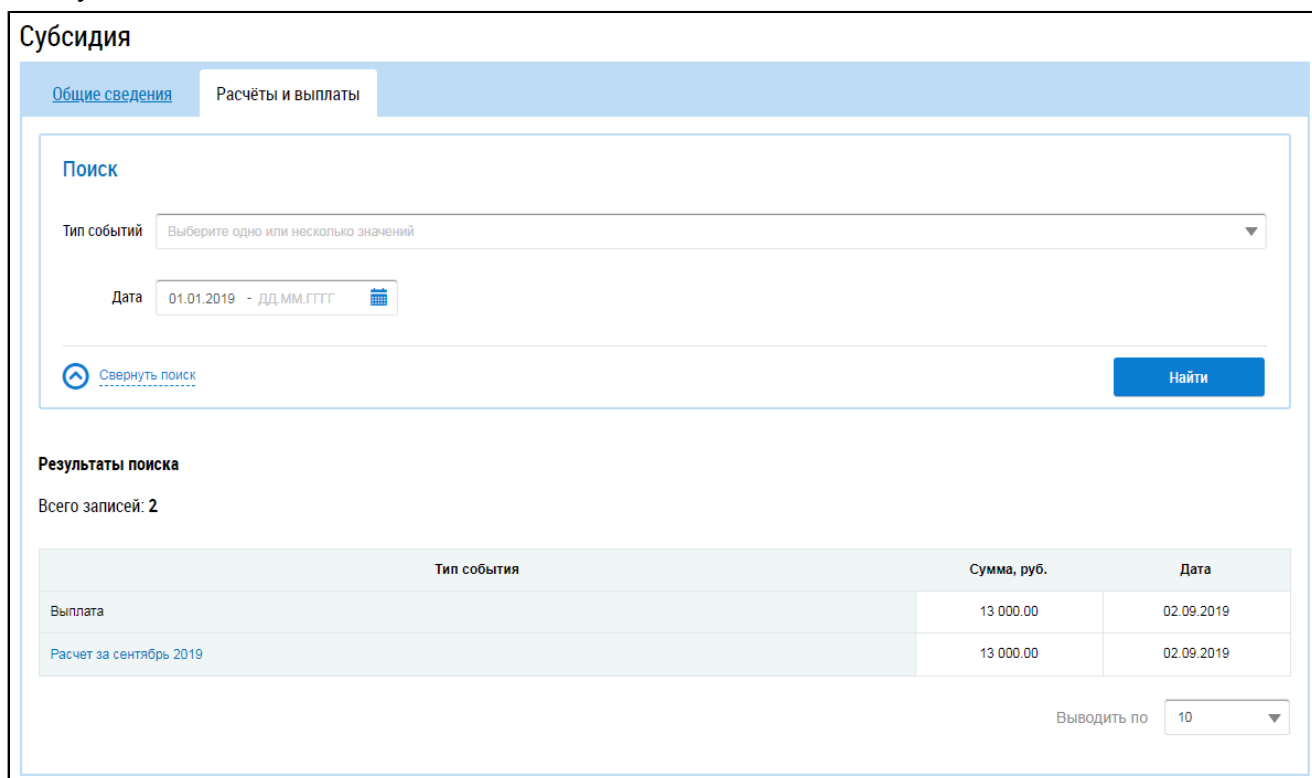 Субсидия
Общие сведения Расчёты и выплаты
Поиск
Тип событий Выберите одно или несколько значений
Дата 01.01.2019 - ДД.ММ.ГГГГ
Свернуть поиск Найти
Результаты поиска
Всего записей: 2
Тип события Сумма, руб. Дата
Выплата 13 000.00 02.09.2019
Расчет за сентябрь 2019 13 000.00 02.09.2019
Выводить по 10